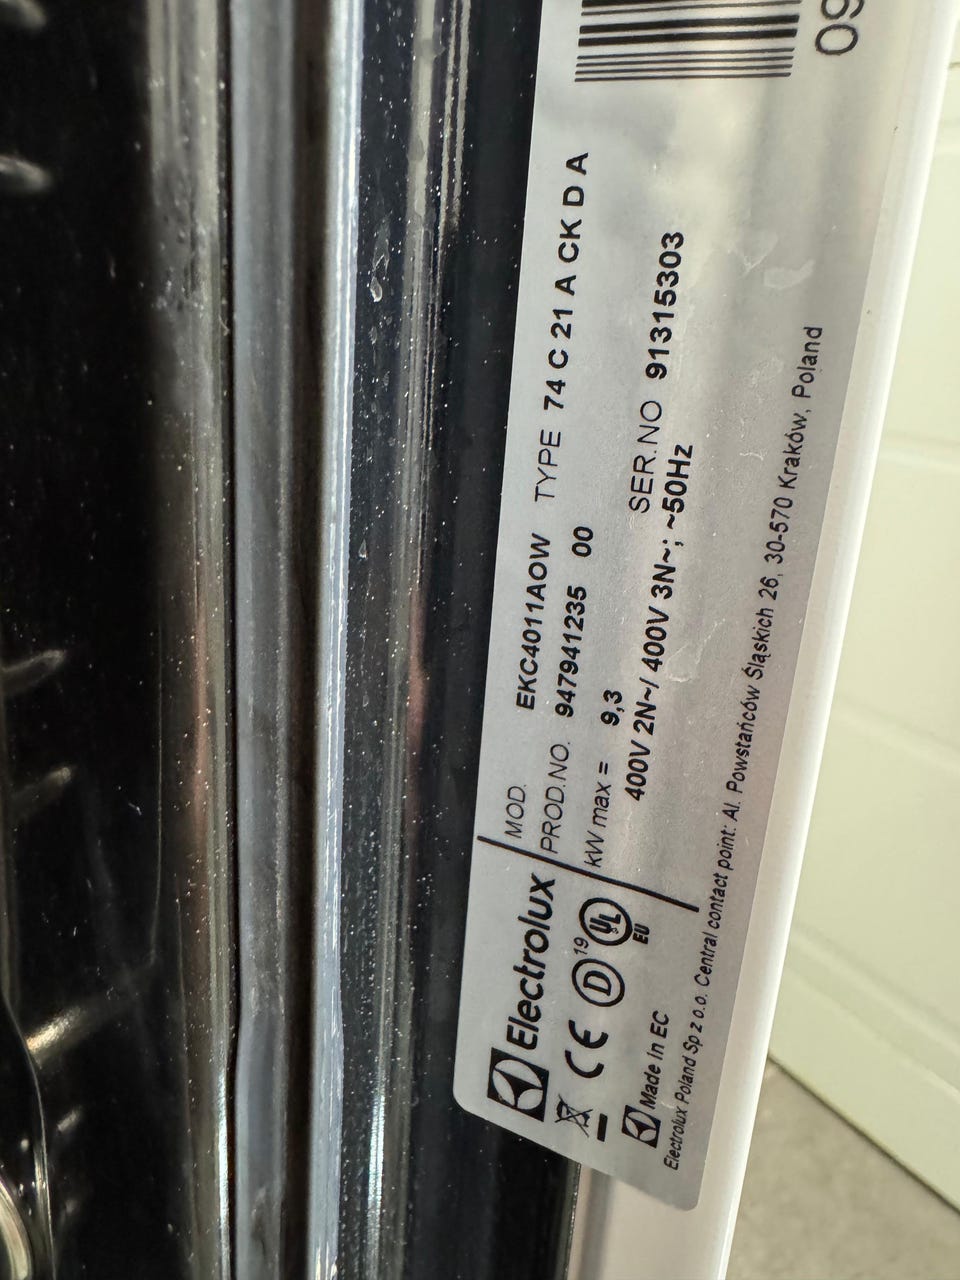 09
Electrolux
MOD. EKC4011AOW TYPE 74 C 21 A CK D A
PROD.NO. 947941235 00
kW max = 9,3 SER.NO 91315303
400V 2N~/ 400V 3N~; ~50Hz
CE D 19 UL
EU
Made In EC
Electrolux Poland Sp z o.o. Central contact point: Al. Powstańców Śląskich 26, 30-570 Kraków, Poland